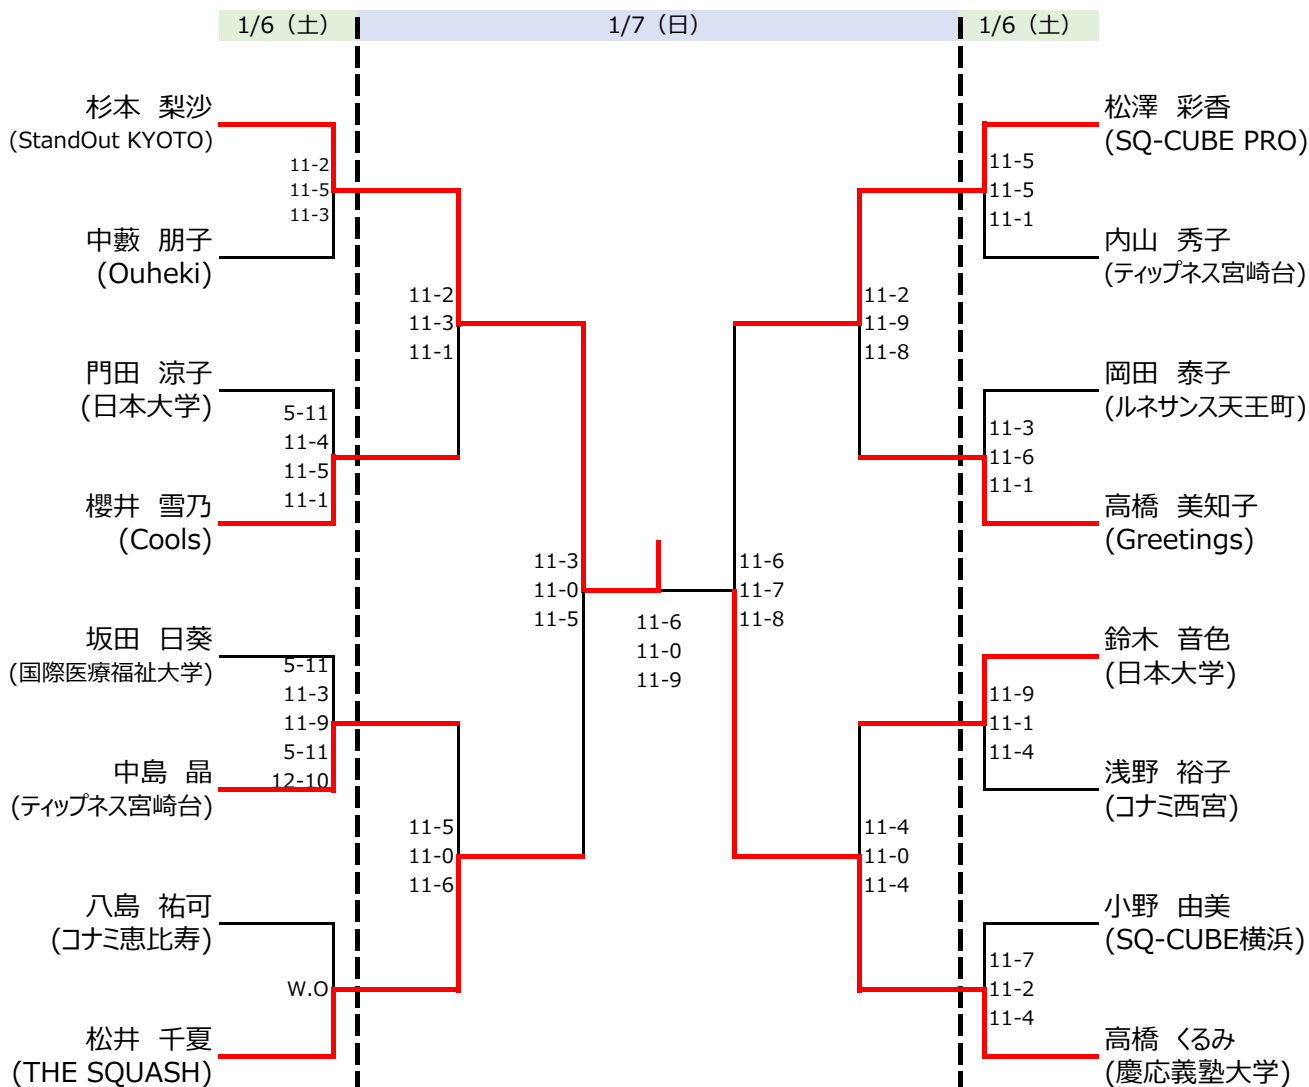 1/6（土）
1/7（日）
1/6（土）
杉本　梨沙
(StandOut KYOTO)
11-2
11-5
11-3
中藪　朋子
(Ouheki)
11-2
11-3
11-1
門田　涼子
(日本大学)
5-11
11-4
11-5
11-1
櫻井　雪乃
(Cools)
11-3
11-0
11-5
坂田　日葵
(国際医療福祉大学)
5-11
11-3
11-9
5-11
12-10
中島　晶
(ティップネス宮崎台)
11-5
11-0
11-6
八島　祐可
(コナミ恵比寿)
W.O
松井　千夏
(THE SQUASH)
11-6
11-0
11-9
松澤　彩香
(SQ-CUBE PRO)
11-5
11-5
11-1
内山　秀子
(ティップネス宮崎台)
11-2
11-9
11-8
岡田　泰子
(ルネサンス天王町)
11-3
11-6
11-1
高橋　美知子
(Greetings)
11-6
11-7
11-8
鈴木　音色
(日本大学)
11-9
11-1
11-4
浅野　裕子
(コナミ西宮)
11-4
11-0
11-4
小野　由美
(SQ-CUBE横浜)
11-7
11-2
11-4
高橋　くるみ
(慶応義塾大学)